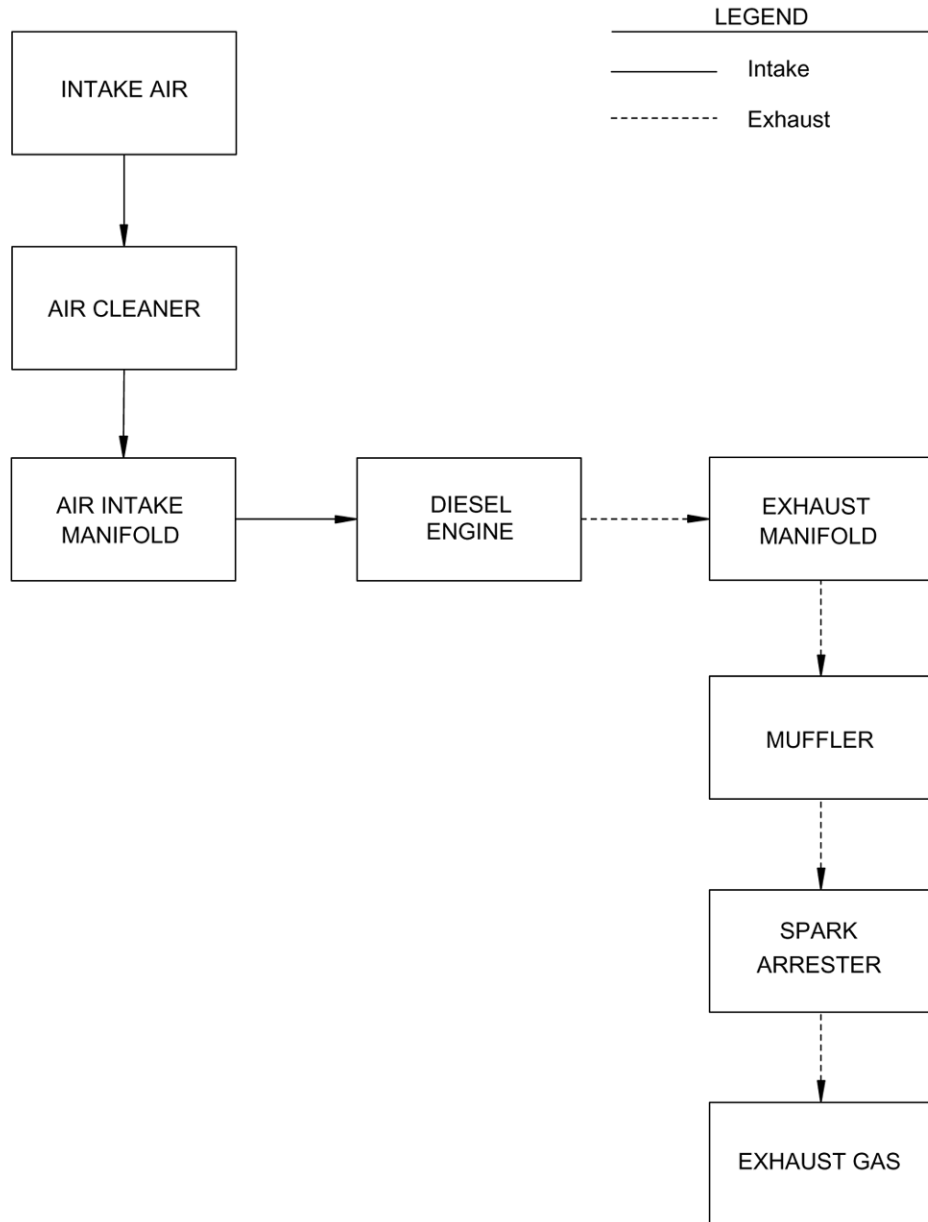 LEGEND
Intake
Exhaust
INTAKE AIR
AIR CLEANER
AIR INTAKE
MANIFOLD
DIESEL
ENGINE
EXHAUST
MANIFOLD
MUFFLER
SPARK
ARRESTER
EXHAUST GAS